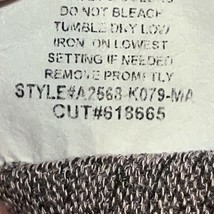 DO NOT BLEACH
TUMBLE DRY LOW
IRON ON LOWEST
SETTING IF NEEDED
REMOVE PROMPTLY
STYLE#A2568-K079-MA
CUT#618665